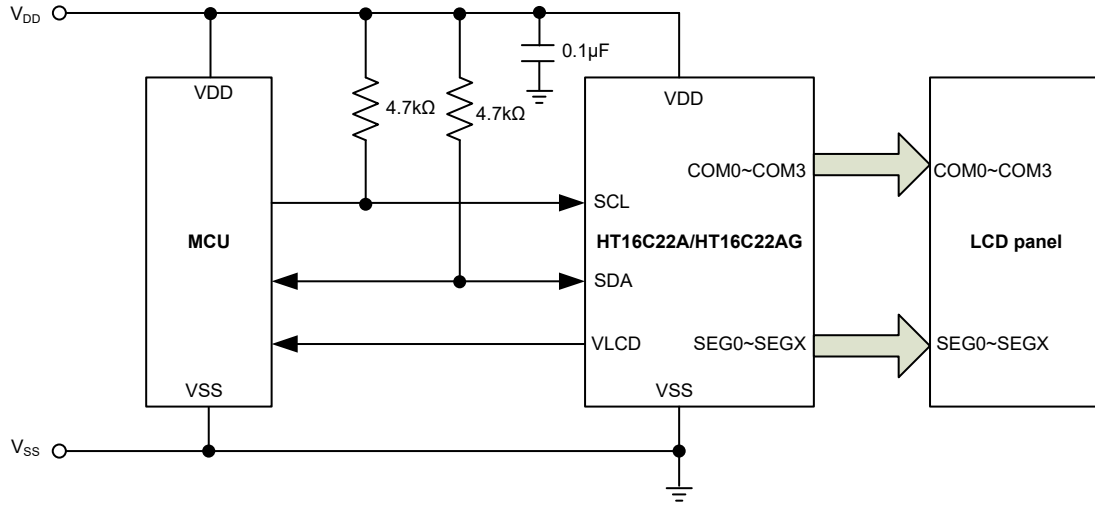 VDD
0.1µF
VDD
VDD
4.7kΩ
4.7kΩ
COM0~COM3
COM0~COM3
SCL
MCU
HT16C22A/HT16C22AG
LCD panel
SDA
VLCD
SEG0~SEGX
SEG0~SEGX
VSS
VSS
VSS